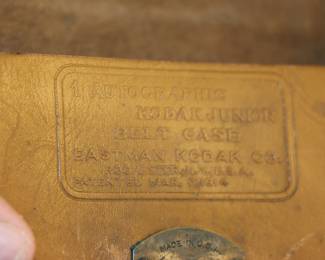 1 AUTOGRAPHIC
KODAK JUNIOR
BELT CASE
EASTMAN KODAK CO.
U.S.A.
PATENTED MAR.
MADE IN U.S.A.